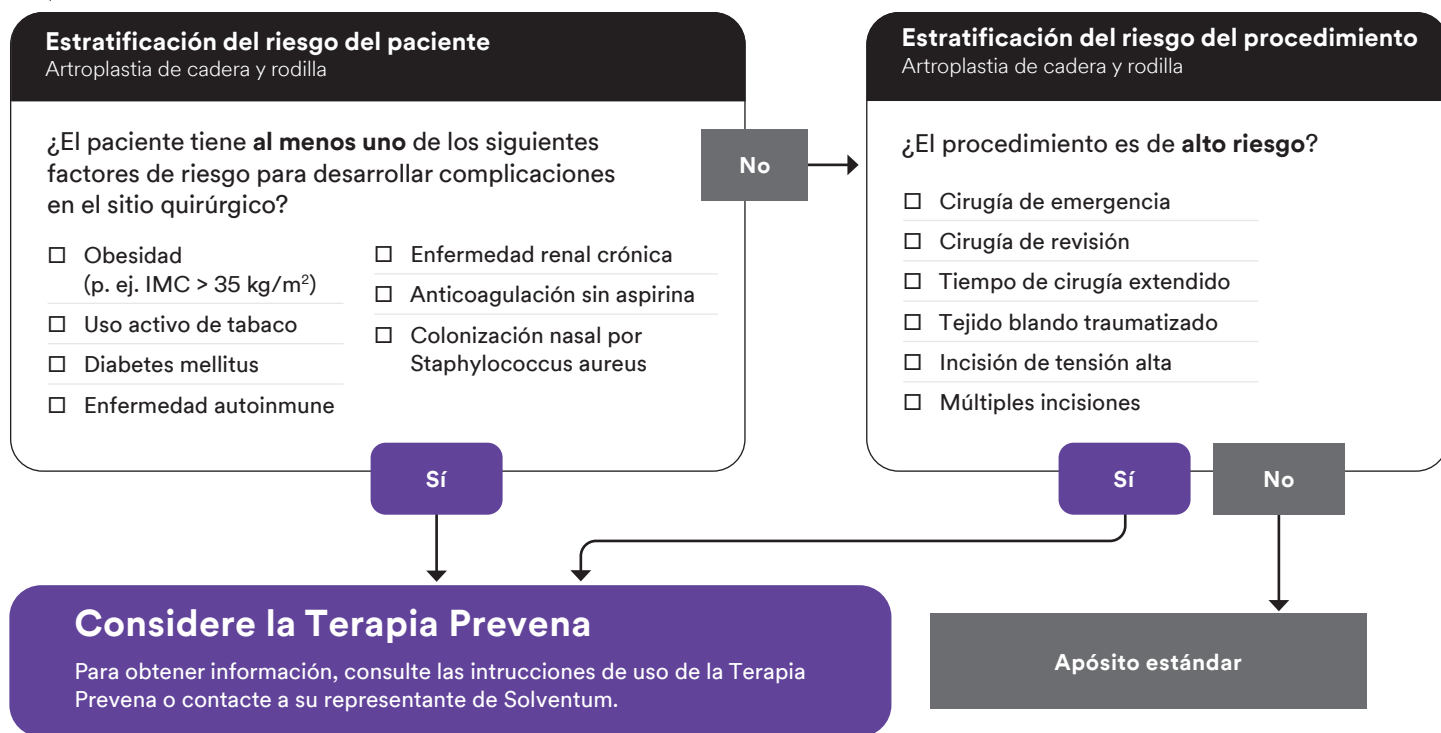 Estratificación del riesgo del paciente
Artroplastia de cadera y rodilla
¿El paciente tiene al menos uno de los siguientes
factores de riesgo para desarrollar complicaciones
en el sitio quirúrgico?
☐ Obesidad
(p. ej. IMC > 35 kg/m²)
☐ Uso activo de tabaco
☐ Diabetes mellitus
☐ Enfermedad autoinmune
☐ Enfermedad renal crónica
☐ Anticoagulación sin aspirina
☐ Colonización nasal por
Staphylococcus aureus
No
Sí
Estratificación del riesgo del procedimiento
Artroplastia de cadera y rodilla
¿El procedimiento es de alto riesgo?
☐ Cirugía de emergencia
☐ Cirugía de revisión
☐ Tiempo de cirugía extendido
☐ Tejido blando traumatizado
☐ Incisión de tensión alta
☐ Múltiples incisiones
Sí
No
Considere la Terapia Prevena
Para obtener información, consulte las intrucciones de uso de la Terapia
Prevena o contacte a su representante de Solventum.
Apósito estándar